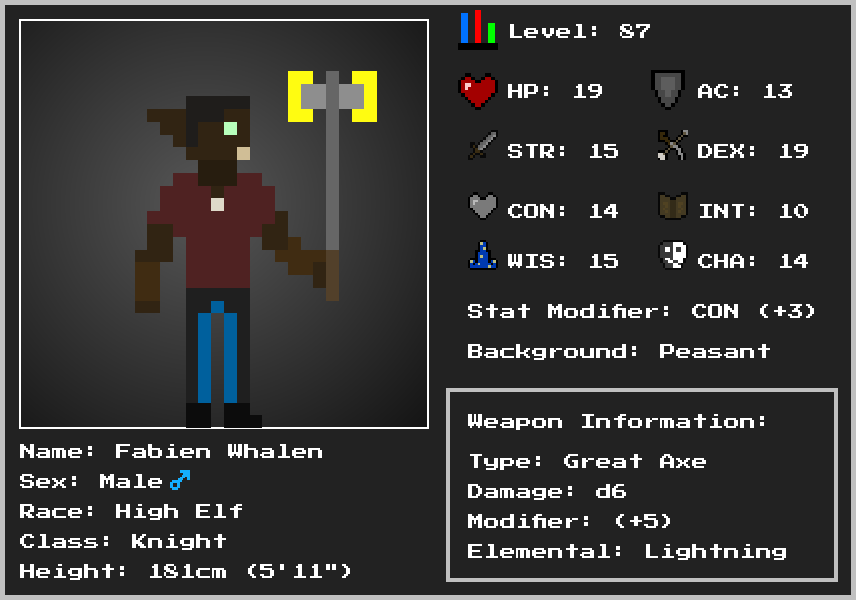 Level: 87
HP: 19
AC: 13
STR: 15
DEX: 19
CON: 14
INT: 10
WIS: 15
CHA: 14
Stat Modifier: CON (+3)
Background: Peasant
Weapon Information:
Type: Great Axe
Damage: d6
Modifier: (+5)
Elemental: Lightning
Name: Fabien Whalen
Sex: Male ♂
Race: High Elf
Class: Knight
Height: 181cm (5'11")